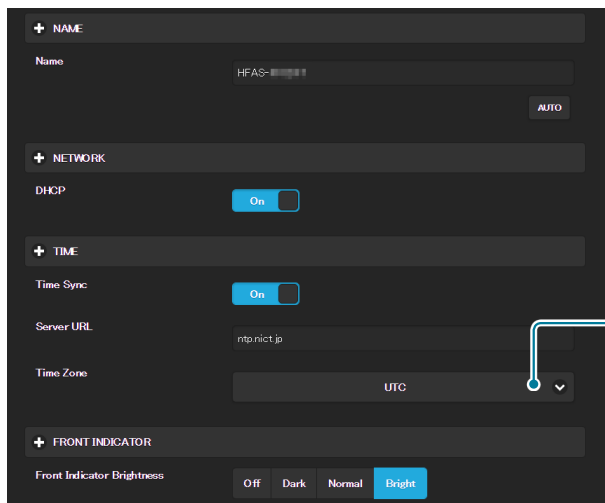 NAME
Name
HFAS-
AUTO
NETWORK
DHCP
On
TIME
Time Sync
On
Server URL
ntp.nict.jp
Time Zone
UTC
FRONT INDICATOR
Front Indicator Brightness
Off Dark Normal Bright